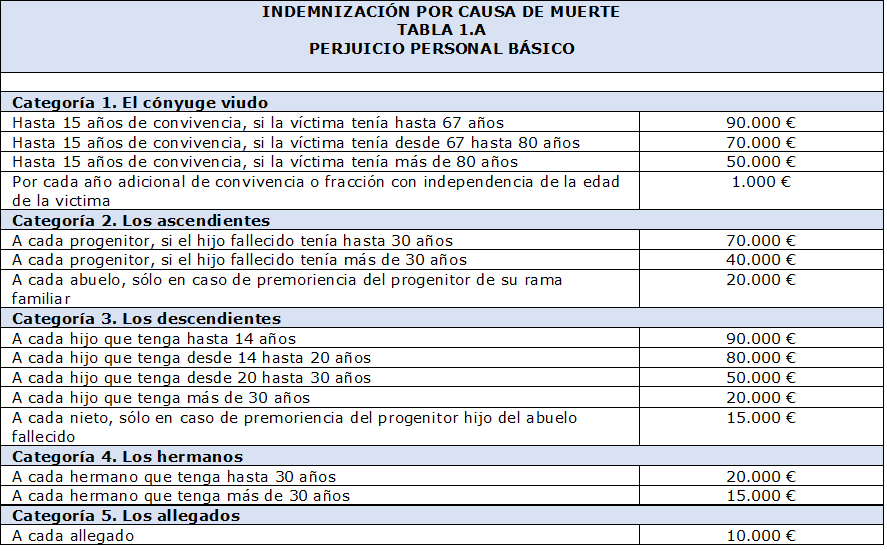 INDEMNIZACIÓN POR CAUSA DE MUERTE
TABLA 1.A
PERJUICIO PERSONAL BÁSICO
Categoría 1. El cónyuge viudo
Hasta 15 años de convivencia, si la víctima tenía hasta 67 años 90.000 €
Hasta 15 años de convivencia, si la víctima tenía desde 67 hasta 80 años 70.000 €
Hasta 15 años de convivencia, si la víctima tenía más de 80 años 50.000 €
Por cada año adicional de convivencia o fracción con independencia de la edad 1.000 €
de la victima
Categoría 2. Los ascendientes
A cada progenitor, si el hijo fallecido tenía hasta 30 años 70.000 €
A cada progenitor, si el hijo fallecido tenía más de 30 años 40.000 €
A cada abuelo, sólo en caso de premoriencia del progenitor de su rama 20.000 €
familiar
Categoría 3. Los descendientes
A cada hijo que tenga hasta 14 años 90.000 €
A cada hijo que tenga desde 14 hasta 20 años 80.000 €
A cada hijo que tenga desde 20 hasta 30 años 50.000 €
A cada hijo que tenga más de 30 años 20.000 €
A cada nieto, sólo en caso de premoriencia del progenitor hijo del abuelo 15.000 €
fallecido
Categoría 4. Los hermanos
A cada hermano que tenga hasta 30 años 20.000 €
A cada hermano que tenga más de 30 años 15.000 €
Categoría 5. Los allegados
A cada allegado 10.000 €